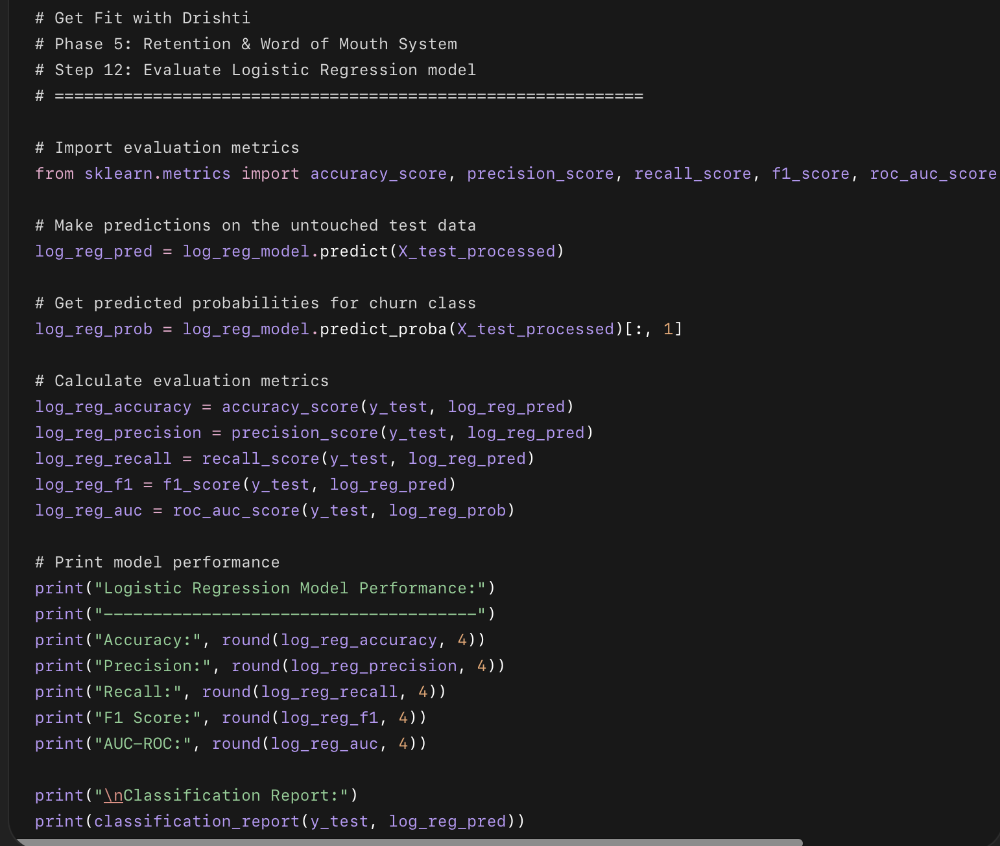 # Get Fit with Drishti
# Phase 5: Retention & Word of Mouth System
# Step 12: Evaluate Logistic Regression model
# ============================================================
# Import evaluation metrics
from sklearn.metrics import accuracy_score, precision_score, recall_score, f1_score, roc_auc_score
# Make predictions on the untouched test data
log_reg_pred = log_reg_model.predict(X_test_processed)
# Get predicted probabilities for churn class
log_reg_prob = log_reg_model.predict_proba(X_test_processed)[:, 1]
# Calculate evaluation metrics
log_reg_accuracy = accuracy_score(y_test, log_reg_pred)
log_reg_precision = precision_score(y_test, log_reg_pred)
log_reg_recall = recall_score(y_test, log_reg_pred)
log_reg_f1 = f1_score(y_test, log_reg_pred)
log_reg_auc = roc_auc_score(y_test, log_reg_prob)
# Print model performance
print("Logistic Regression Model Performance:")
print("--------------------------------------")
print("Accuracy:", round(log_reg_accuracy, 4))
print("Precision:", round(log_reg_precision, 4))
print("Recall:", round(log_reg_recall, 4))
print("F1 Score:", round(log_reg_f1, 4))
print("AUC-ROC:", round(log_reg_auc, 4))
print("\nClassification Report:")
print(classification_report(y_test, log_reg_pred))